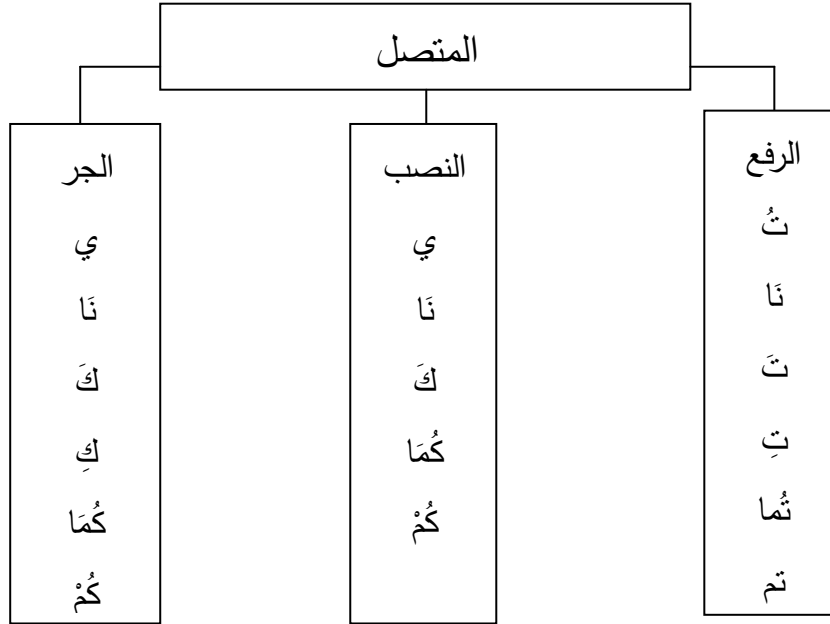 المتصل
الرفع
تُ
نَا
تَ
تِ
تُما
تم
النصب
ي
نَا
كَ
كُمَا
كُمْ
الجر
ي
نَا
كَ
كِ
كُمَا
كُمْ